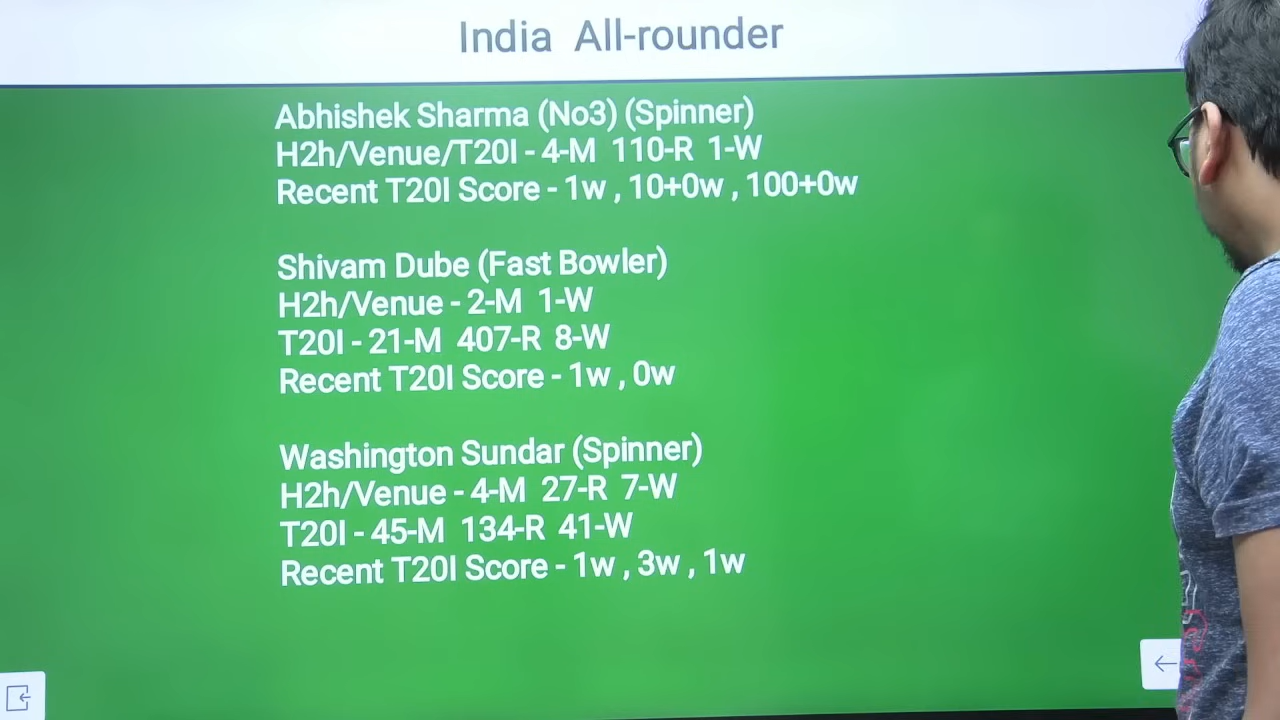 India All-rounder
Abhishek Sharma (No3) (Spinner)
H2h/Venue/T20I - 4-M 110-R 1-W
Recent T20I Score - 1w , 10+0w , 100+0w
Shivam Dube (Fast Bowler)
H2h/Venue - 2-M 1-W
T20I - 21-M 407-R 8-W
Recent T20I Score - 1w , 0w
Washington Sundar (Spinner)
H2h/Venue - 4-M 27-R 7-W
T20I - 45-M 134-R 41-W
Recent T20I Score - 1w , 3w , 1w